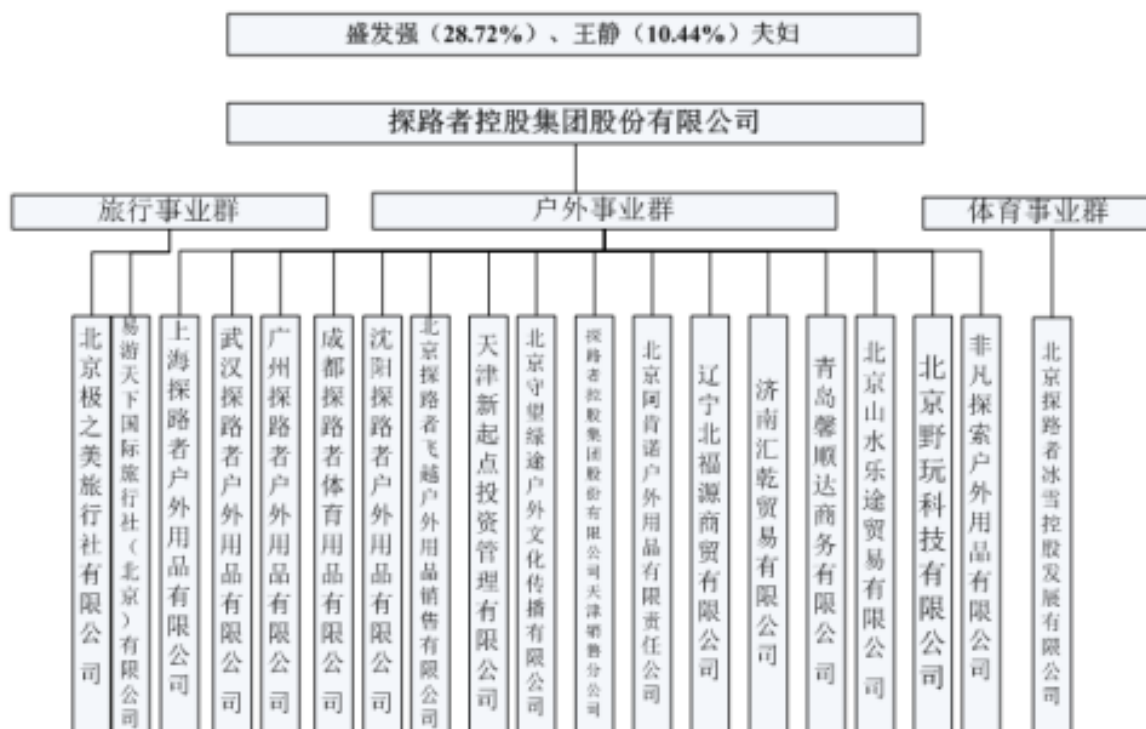 盛发强（28.72%）、王静（10.44%）夫妇
探路者控股集团股份有限公司
旅行事业群
户外事业群
体育事业群
北京极之美旅行社有限公司
易游天下国际旅行社（北京）有限公司
上海探路者户外用品有限公司
武汉探路者户外用品有限公司
广州探路者户外用品有限公司
成都探路者体育用品有限公司
沈阳探路者户外用品有限公司
北京探路者飞越户外用品销售有限公司
天津新起点投资管理有限公司
北京守望绿途户外文化传播有限公司
探路者控股集团股份有限公司天津销售分公司
北京阿肯诺户外用品有限责任公司
辽宁北福源商贸有限公司
济南汇乾贸易有限公司
青岛馨顺达商务有限公司
北京山水乐途贸易有限公司
北京野玩科技有限公司
非凡探索户外用品有限公司
北京探路者冰雪控股发展有限公司